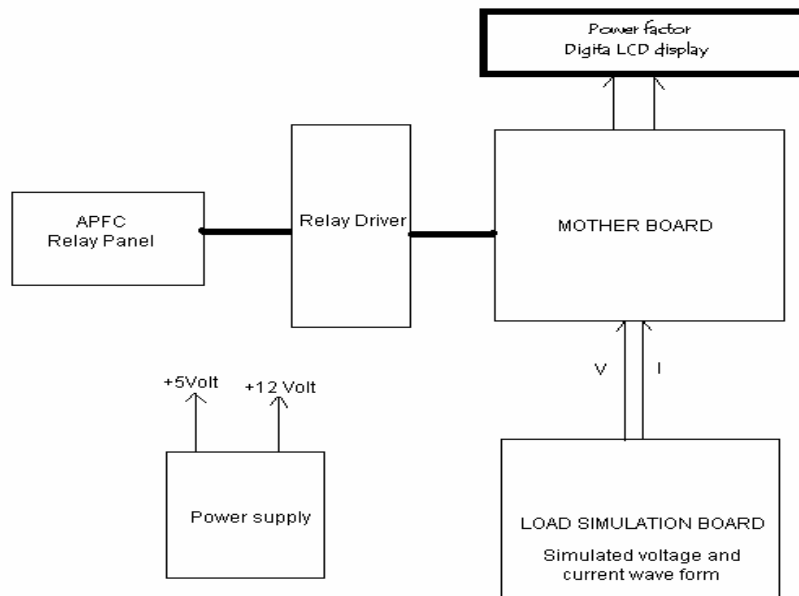 Power factor
Digita LCD display
APFC
Relay Panel
Relay Driver
MOTHER BOARD
V
I
+5Volt
+12 Volt
Power supply
LOAD SIMULATION BOARD
Simulated voltage and
current wave form